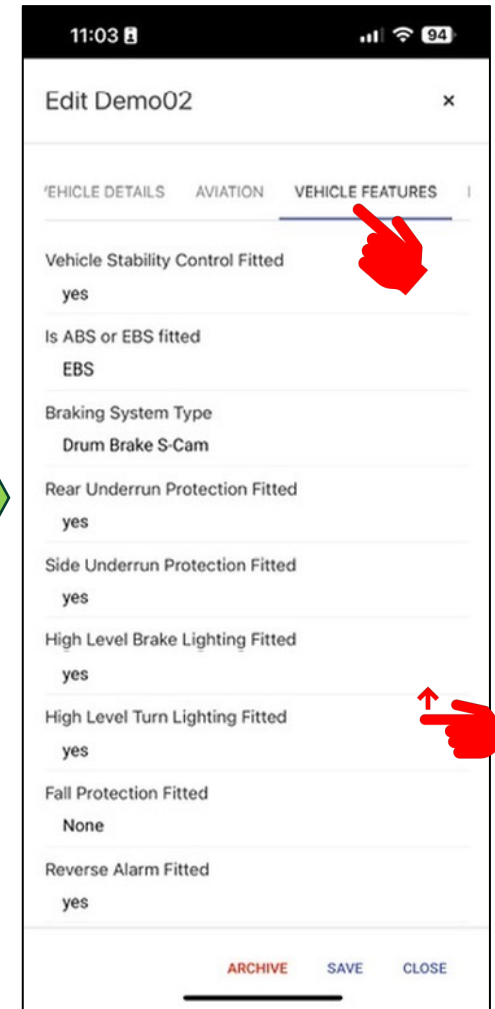 11:03
94
Edit Demo02
×
EHICLE DETAILS AVIATION VEHICLE FEATURES
Vehicle Stability Control Fitted
yes
Is ABS or EBS fitted
EBS
Braking System Type
Drum Brake S-Cam
Rear Underrun Protection Fitted
yes
Side Underrun Protection Fitted
yes
High Level Brake Lighting Fitted
yes
High Level Turn Lighting Fitted
yes
Fall Protection Fitted
None
Reverse Alarm Fitted
yes
ARCHIVE SAVE CLOSE